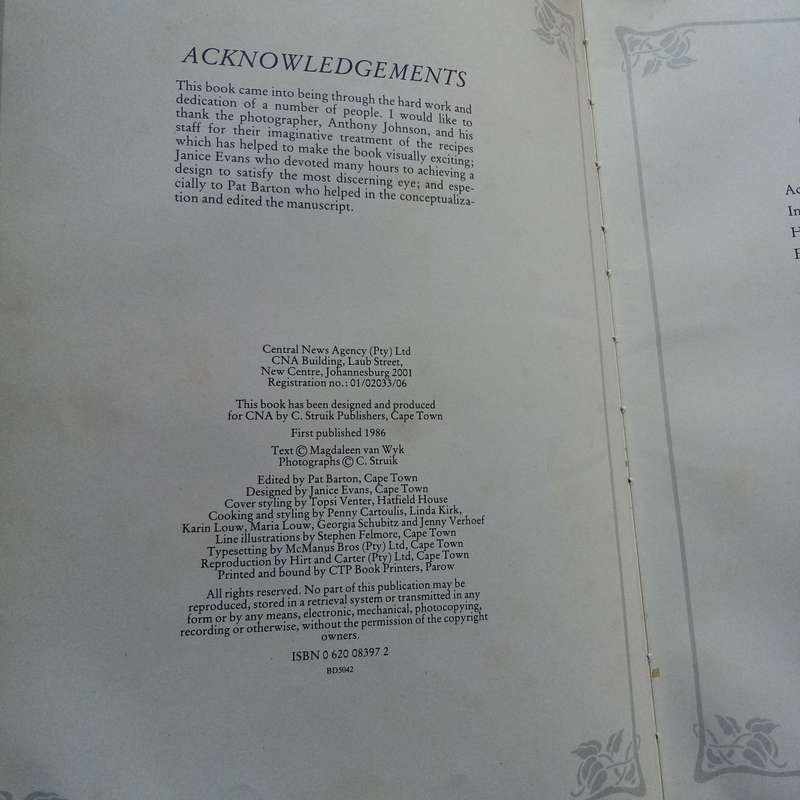 ACKNOWLEDGEMENTS
This book came into being through the hard work and
dedication of a number of people. I would like to
thank the photographer, Anthony Johnson, and his
staff for their imaginative treatment of the recipes
which has helped to make the book visually exciting;
Janice Evans who devoted many hours to achieving a
design to satisfy the most discerning eye; and espe-
cially to Pat Barton who helped in the conceptualiza-
tion and edited the manuscript.
Central News Agency (Pty) Ltd
CNA Building, Laub Street,
New Centre, Johannesburg 2001
Registration no.: 01/02033/06
This book has been designed and produced
for CNA by C. Struik Publishers, Cape Town
First published 1986
Text © Magdaleen van Wyk
Photographs © C. Struik
Edited by Pat Barton, Cape Town
Designed by Janice Evans, Cape Town
Cover styling by Topsi Venter, Hatfield House
Cooking and styling by Penny Cartoulis, Linda Kirk,
Karin Louw, Maria Louw, Georgia Schubitz and Jenny Verhoef
Line illustrations by Stephen Felmore, Cape Town
Typesetting by McManus Bros (Pty) Ltd, Cape Town
Reproduction by Hirt and Carter (Pty) Ltd, Cape Town
Printed and bound by CTP Book Printers, Parow
All rights reserved. No part of this publication may be
reproduced, stored in a retrieval system or transmitted in any
form or by any means, electronic, mechanical, photocopying,
recording or otherwise, without the permission of the copyright
owners.
ISBN 0 620 08397 2
BD5042